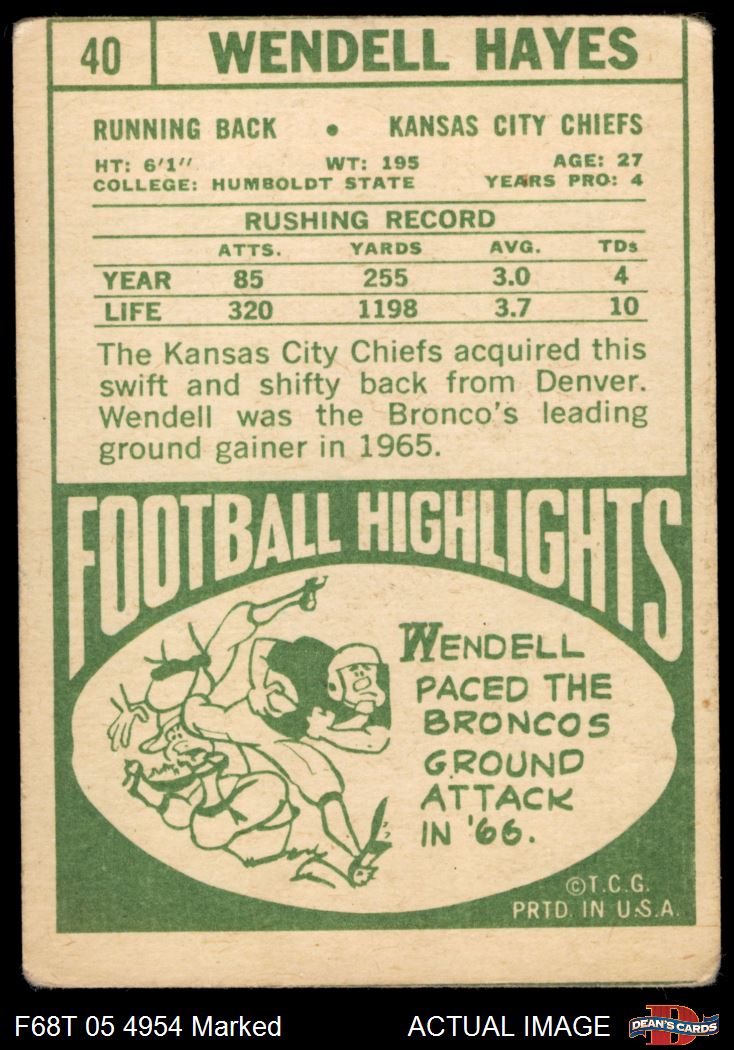 40 WENDELL HAYES
RUNNING BACK • KANSAS CITY CHIEFS
HT: 6'1" WT: 195 AGE: 27
COLLEGE: HUMBOLDT STATE YEARS PRO: 4
RUSHING RECORD
ATTS. YARDS AVG. TDs
YEAR 85 255 3.0 4
LIFE 320 1198 3.7 10
The Kansas City Chiefs acquired this
swift and shifty back from Denver.
Wendell was the Bronco's leading
ground gainer in 1965.
FOOTBALL HIGHLIGHTS
WENDELL
PACED THE
BRONCOS
GROUND
ATTACK
IN '66.
©T.C.G.
PRTD. IN U.S.A.
F68T 05 4954 Marked ACTUAL IMAGE DEAN'S CARDS